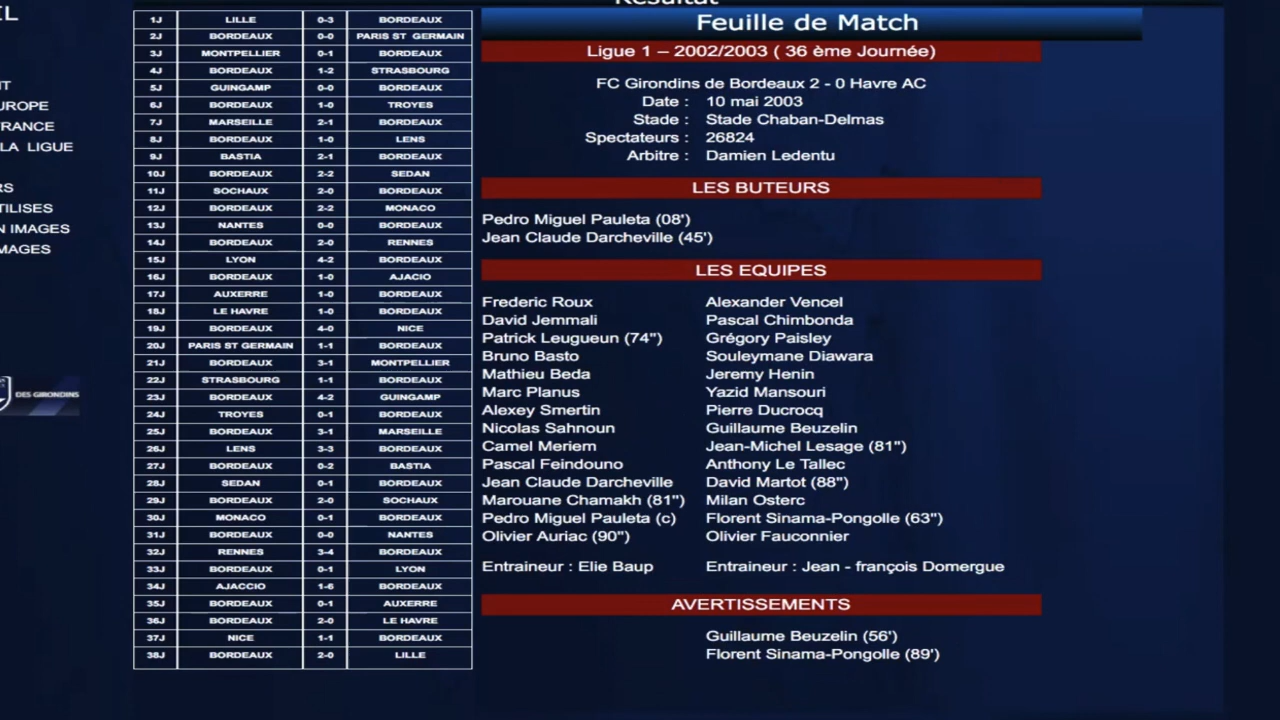 Résultat
Feuille de Match
1J LILLE 0-3 BORDEAUX
2J BORDEAUX 0-0 PARIS ST GERMAIN
3J MONTPELLIER 0-1 BORDEAUX
4J BORDEAUX 1-2 STRASBOURG
5J GUINGAMP 0-0 BORDEAUX
6J BORDEAUX 1-0 TROYES
7J MARSEILLE 2-1 BORDEAUX
8J BORDEAUX 1-0 LENS
9J BASTIA 2-1 BORDEAUX
10J BORDEAUX 2-2 SEDAN
11J SOCHAUX 2-0 BORDEAUX
12J BORDEAUX 2-2 MONACO
13J NANTES 0-0 BORDEAUX
14J BORDEAUX 2-0 RENNES
15J LYON 4-2 BORDEAUX
16J BORDEAUX 1-0 AJACIO
17J AUXERRE 1-0 BORDEAUX
18J LE HAVRE 1-0 BORDEAUX
19J BORDEAUX 4-0 NICE
20J PARIS ST GERMAIN 1-1 BORDEAUX
21J BORDEAUX 3-1 MONTPELLIER
22J STRASBOURG 1-1 BORDEAUX
23J BORDEAUX 4-2 GUINGAMP
24J TROYES 0-1 BORDEAUX
25J BORDEAUX 3-1 MARSEILLE
26J LENS 3-3 BORDEAUX
27J BORDEAUX 0-2 BASTIA
28J SEDAN 0-1 BORDEAUX
29J BORDEAUX 2-0 SOCHAUX
30J MONACO 0-1 BORDEAUX
31J BORDEAUX 0-0 NANTES
32J RENNES 3-4 BORDEAUX
33J BORDEAUX 0-1 LYON
34J AJACCIO 1-6 BORDEAUX
35J BORDEAUX 0-1 AUXERRE
36J BORDEAUX 2-0 LE HAVRE
37J NICE 1-1 BORDEAUX
38J BORDEAUX 2-0 LILLE
Ligue 1 – 2002/2003 ( 36 ème Journée)
FC Girondins de Bordeaux 2 - 0 Havre AC
Date : 10 mai 2003
Stade : Stade Chaban-Delmas
Spectateurs : 26824
Arbitre : Damien Ledentu
LES BUTEURS
Pedro Miguel Pauleta (08')
Jean Claude Darcheville (45')
LES EQUIPES
Frederic Roux Alexander Vencel
David Jemmali Pascal Chimbonda
Patrick Leugueun (74'') Grégory Paisley
Bruno Basto Souleymane Diawara
Mathieu Beda Jeremy Henin
Marc Planus Yazid Mansouri
Alexey Smertin Pierre Ducrocq
Nicolas Sahnoun Guillaume Beuzelin
Camel Meriem Jean-Michel Lesage (81'')
Pascal Feindouno Anthony Le Tallec
Jean Claude Darcheville David Martot (88'')
Marouane Chamakh (81'') Milan Osterc
Pedro Miguel Pauleta (c) Florent Sinama-Pongolle (63'')
Olivier Auriac (90'') Olivier Fauconnier
Entraineur : Elie Baup Entraineur : Jean - françois Domergue
AVERTISSEMENTS
Guillaume Beuzelin (56')
Florent Sinama-Pongolle (89')
EL
IT
UROPE
RANCE
LA LIGUE
RS
TILISES
N IMAGES
MAGES
DES GIRONDINS